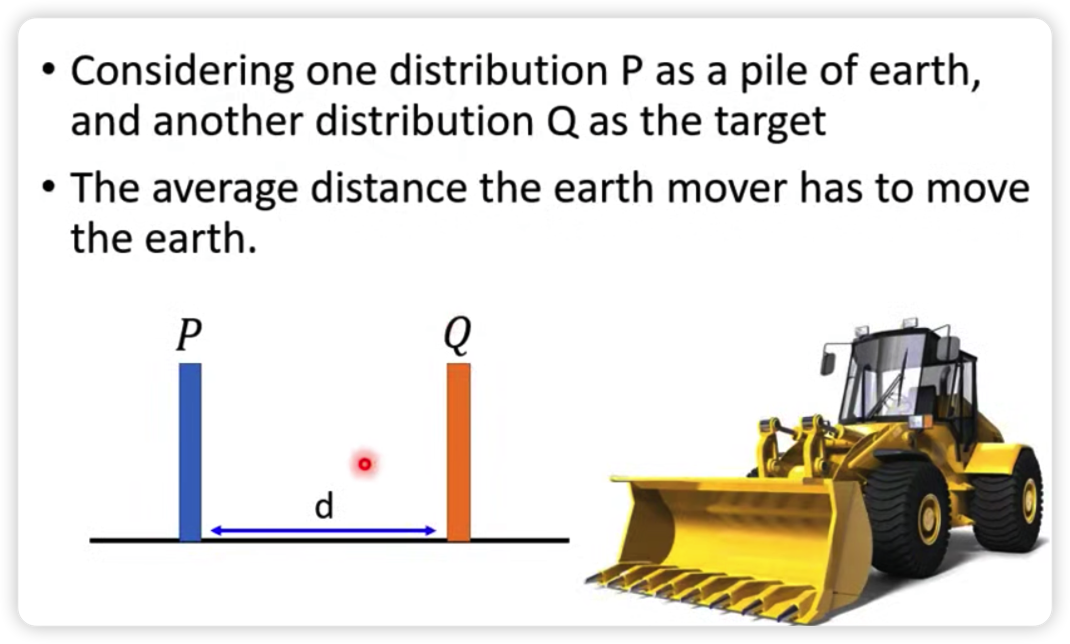 • Considering one distribution P as a pile of earth,
and another distribution Q as the target
• The average distance the earth mover has to move
the earth.
P
Q
d